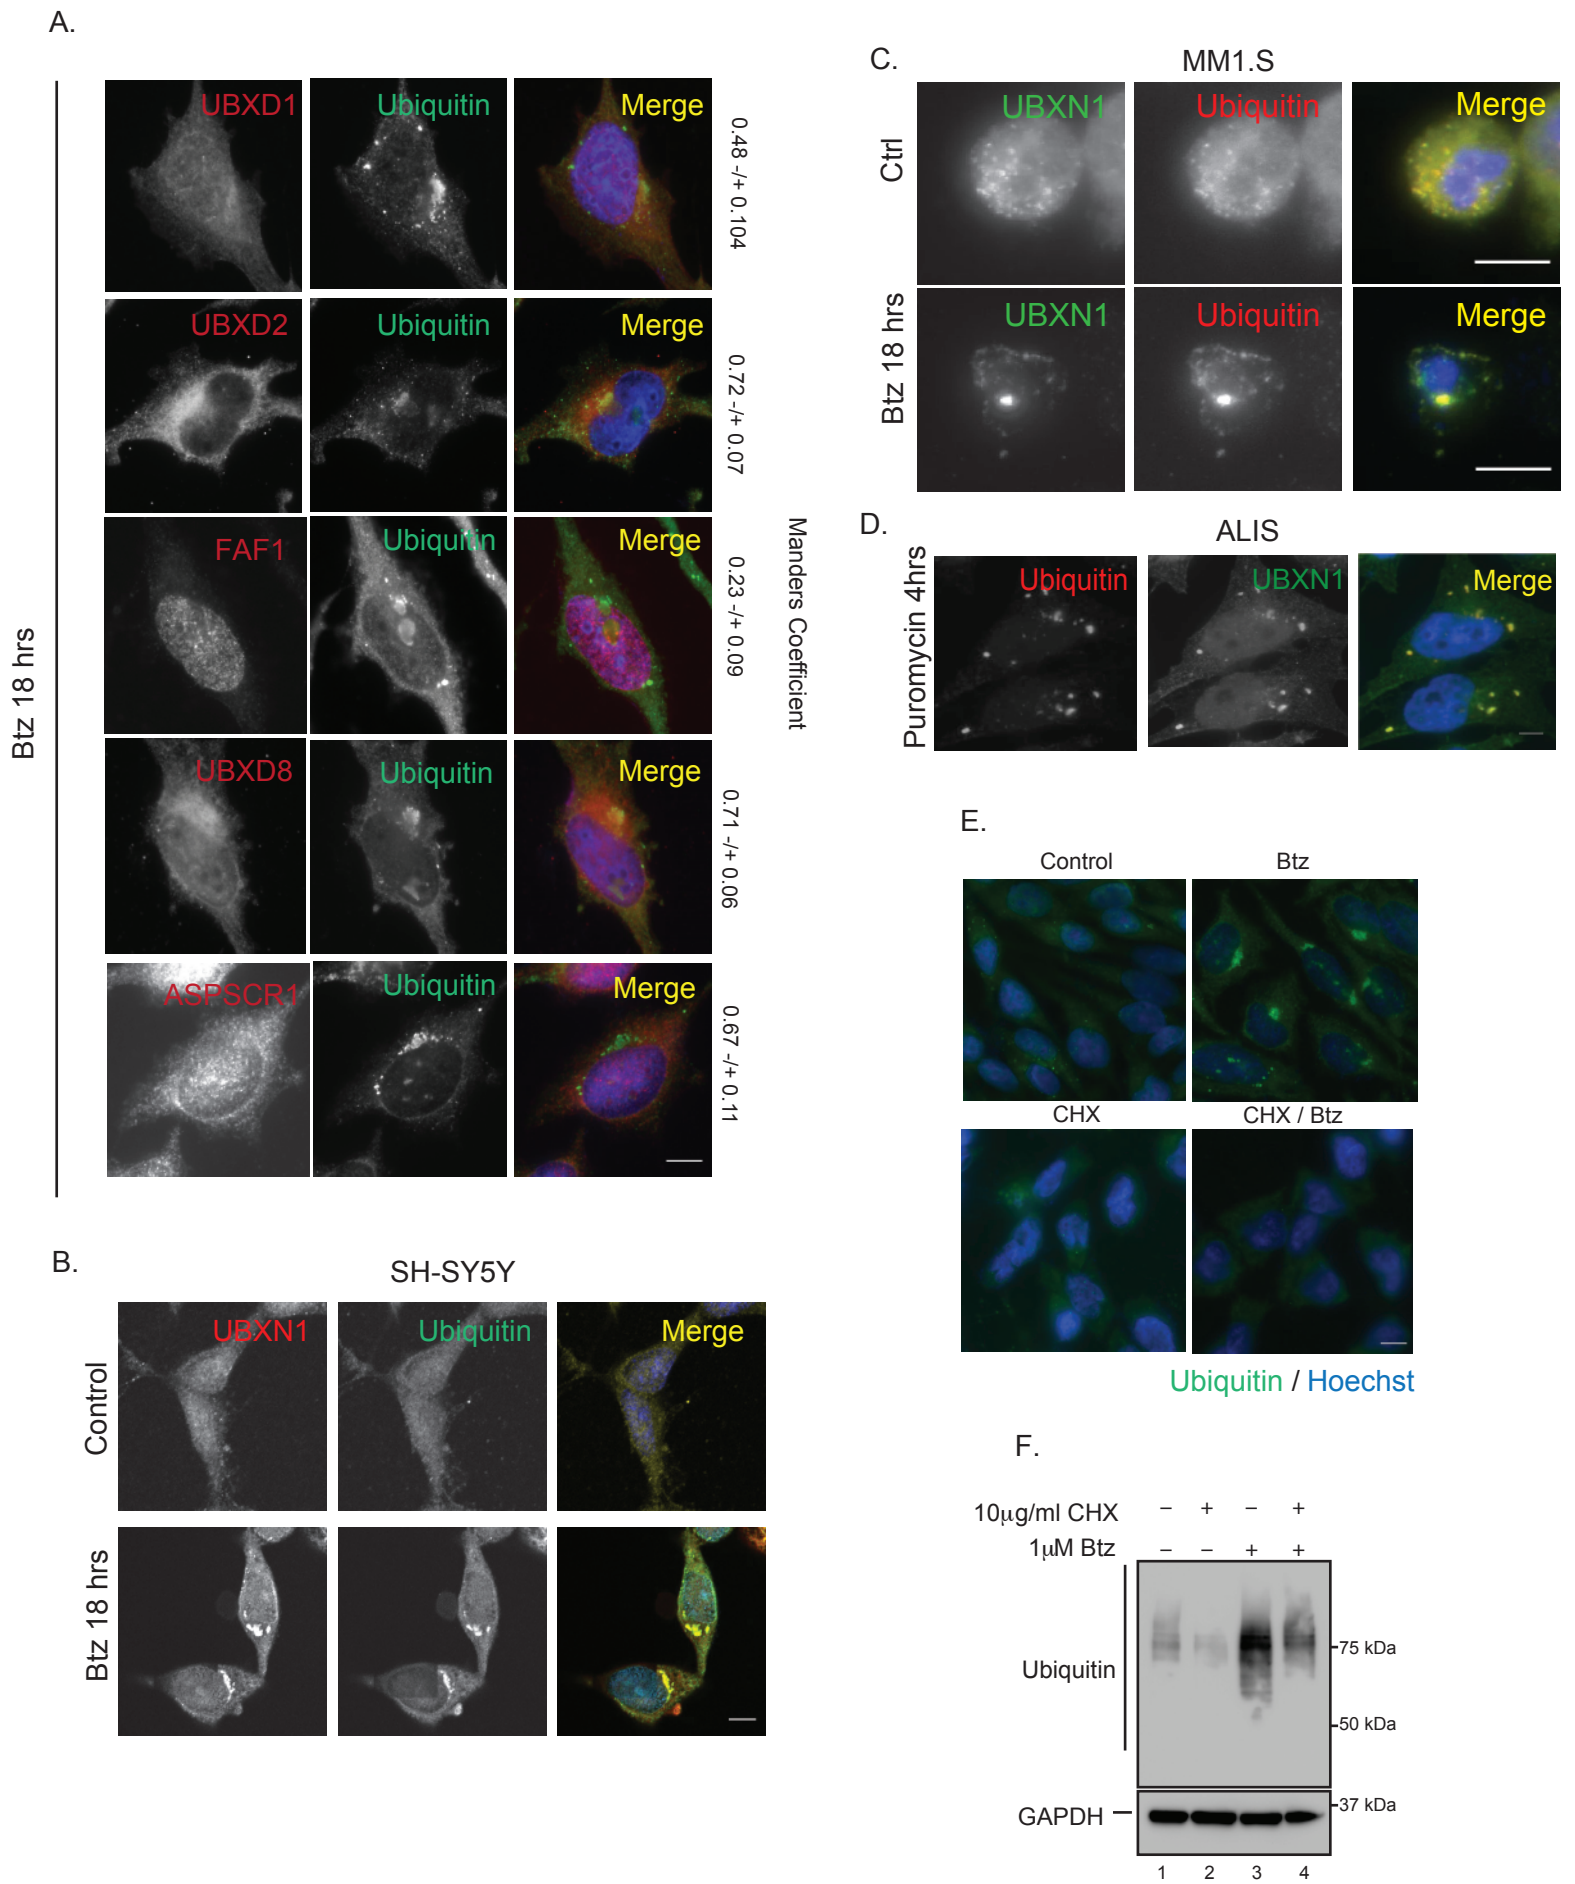 A.
Btz 18 hrs
UBXD1
Ubiquitin
Merge
0.48 -/+ 0.104
UBXD2
Ubiquitin
Merge
0.72 -/+ 0.07
FAF1
Ubiquitin
Merge
0.23 -/+ 0.09
UBXD8
Ubiquitin
Merge
0.71 -/+ 0.06
ASPSCR1
Ubiquitin
Merge
0.67 -/+ 0.11
Manders Coefficient
B.
SH-SY5Y
Control
UBXN1
Ubiquitin
Merge
Btz 18 hrs
C.
MM1.S
Ctrl
UBXN1
Ubiquitin
Merge
Btz 18 hrs
UBXN1
Ubiquitin
Merge
D.
ALIS
Puromycin 4hrs
Ubiquitin
UBXN1
Merge
E.
Control
Btz
CHX
CHX / Btz
Ubiquitin / Hoechst
F.
10μg/ml CHX − + − +
1μM Btz − − + +
Ubiquitin
75 kDa
50 kDa
37 kDa
GAPDH
1 2 3 4